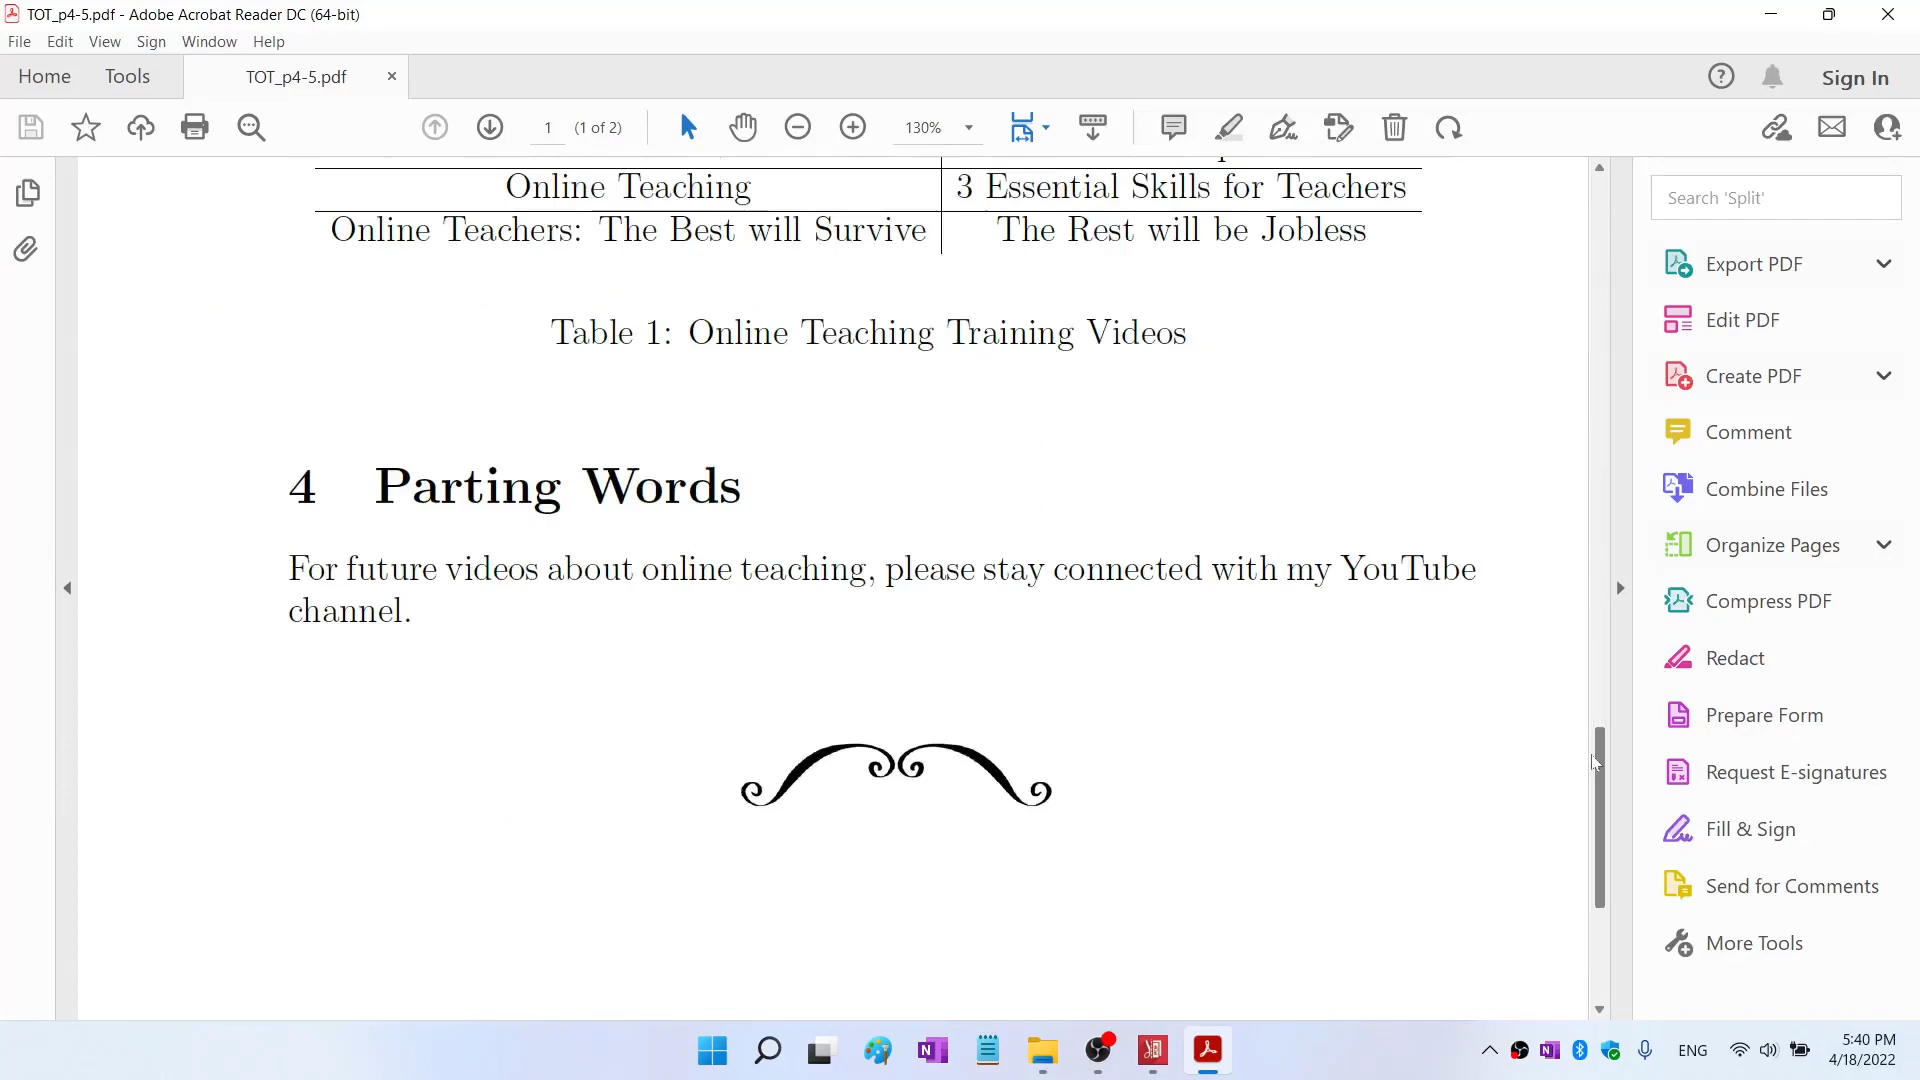 TOT_p4-5.pdf - Adobe Acrobat Reader DC (64-bit)
File Edit View Sign Window Help
Home Tools TOT_p4-5.pdf Sign In
1 (1 of 2) 130%
Online Teaching 3 Essential Skills for Teachers
Online Teachers: The Best will Survive The Rest will be Jobless
Table 1: Online Teaching Training Videos
4 Parting Words
For future videos about online teaching, please stay connected with my YouTube
channel.
Search 'Split'
Export PDF
Edit PDF
Create PDF
Comment
Combine Files
Organize Pages
Compress PDF
Redact
Prepare Form
Request E-signatures
Fill & Sign
Send for Comments
More Tools
ENG
5:40 PM
4/18/2022